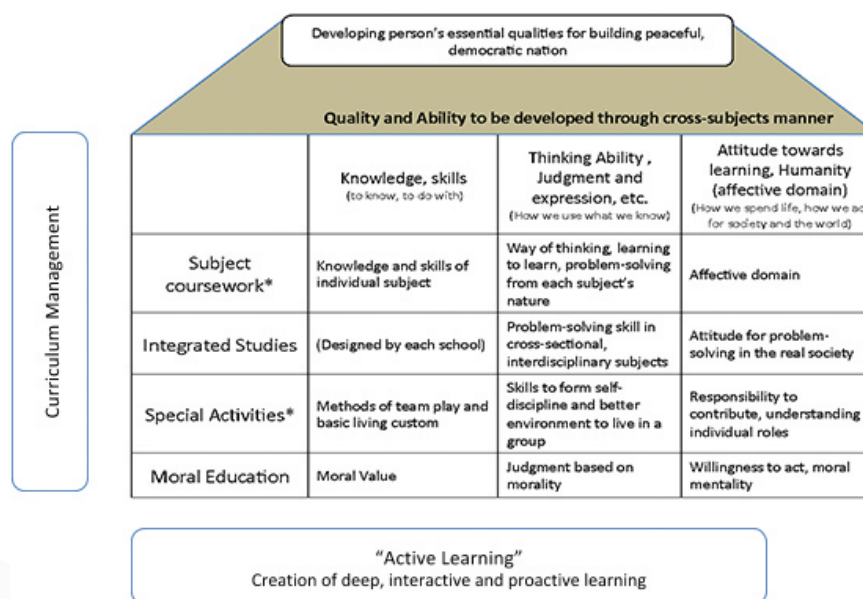 Developing person's essential qualities for building peaceful,
democratic nation
Quality and Ability to be developed through cross-subjects manner
Curriculum Management
Knowledge, skills
(to know, to do with)
Thinking Ability ,
Judgment and
expression, etc.
(How we use what we know)
Attitude towards
learning, Humanity
(affective domain)
(How we spend life, how we
for society and the world)
Subject
coursework*
Knowledge and skills of
individual subject
Way of thinking, learning
to learn, problem-solving
from each subject's
nature
Affective domain
Integrated Studies
(Designed by each school)
Problem-solving skill in
cross-sectional,
interdisciplinary subjects
Attitude for problem-
solving in the real society
Special Activities*
Methods of team play and
basic living custom
Skills to form self-
discipline and better
environment to live in a
group
Responsibility to
contribute, understanding
individual roles
Moral Education
Moral Value
Judgment based on
morality
Willingness to act, moral
mentality
"Active Learning"
Creation of deep, interactive and proactive learning